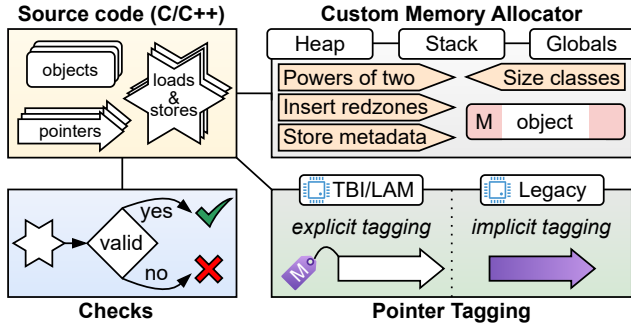 Source code (C/C++)
objects
pointers
loads
&
stores
Custom Memory Allocator
Heap
Stack
Globals
Powers of two
Size classes
Insert redzones
Store metadata
M object
valid
yes
no
Checks
TBI/LAM
Legacy
explicit tagging
implicit tagging
M
Pointer Tagging